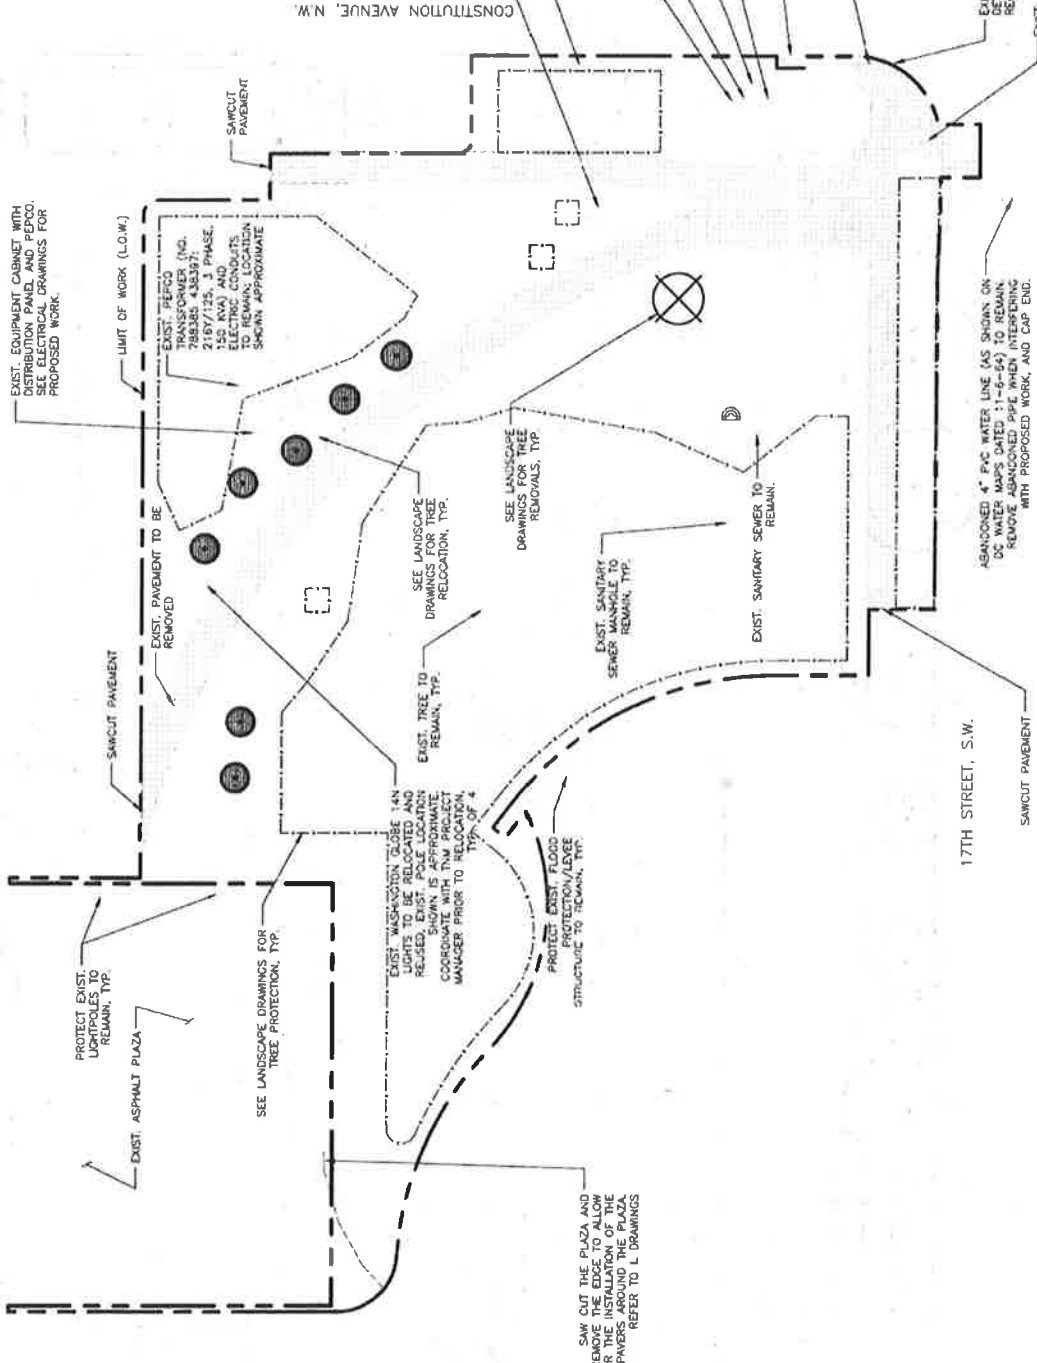 CONSTITUTION AVENUE, N.W.
EXIST. EQUIPMENT CABINET WITH
DISTRIBUTION PANEL AND PEPCO.
SEE ELECTRICAL DRAWINGS FOR
PROPOSED WORK.
SAWCUT
PAVEMENT
LIMIT OF WORK (L.O.W.)
EXIST. PEPCO
TRANSFORMER (NO.
788385 438397:
216Y/125, 3 PHASE,
150 KVA) AND
ELECTRIC CONDUITS
TO REMAIN; LOCATION
SHOWN APPROXIMATE
EXIST. PAVEMENT TO BE
REMOVED
SAWCUT PAVEMENT
SEE LANDSCAPE
DRAWINGS FOR TREE
RELOCATION, TYP.
SEE LANDSCAPE
DRAWINGS FOR TREE
REMOVALS, TYP.
EXIST. TREE TO
REMAIN, TYP.
EXIST. SANITARY
SEWER MANHOLE TO
REMAIN, TYP.
EXIST. SANITARY SEWER TO
REMAIN.
D
ABANDONED 4" PVC WATER LINE (AS SHOWN ON
DC WATER MAPS DATED 11-6-64) TO REMAIN.
REMOVE ABANDONED PIPE WHEN INTERFERING
WITH PROPOSED WORK, AND CAP END.
EXIST. WASHINGTON GLOBE 14N
LIGHTS TO BE RELOCATED AND
REUSED. EXIST. POLE LOCATION
SHOWN IS APPROXIMATE.
COORDINATE WITH TNM PROJECT
MANAGER PRIOR TO RELOCATION,
TYP. OF 4
PROTECT EXIST. FLOOD
PROTECTION/LEVEE
STRUCTURE TO REMAIN, TYP.
17TH STREET, S.W.
SAWCUT PAVEMENT
PROTECT EXIST.
LIGHTPOLES TO
REMAIN, TYP.
EXIST. ASPHALT PLAZA
SEE LANDSCAPE DRAWINGS FOR
TREE PROTECTION, TYP.
SAW CUT THE PLAZA AND
EMOVE THE EDGE TO ALLOW
R THE INSTALLATION OF THE
PAVERS AROUND THE PLAZA.
REFER TO L DRAWINGS